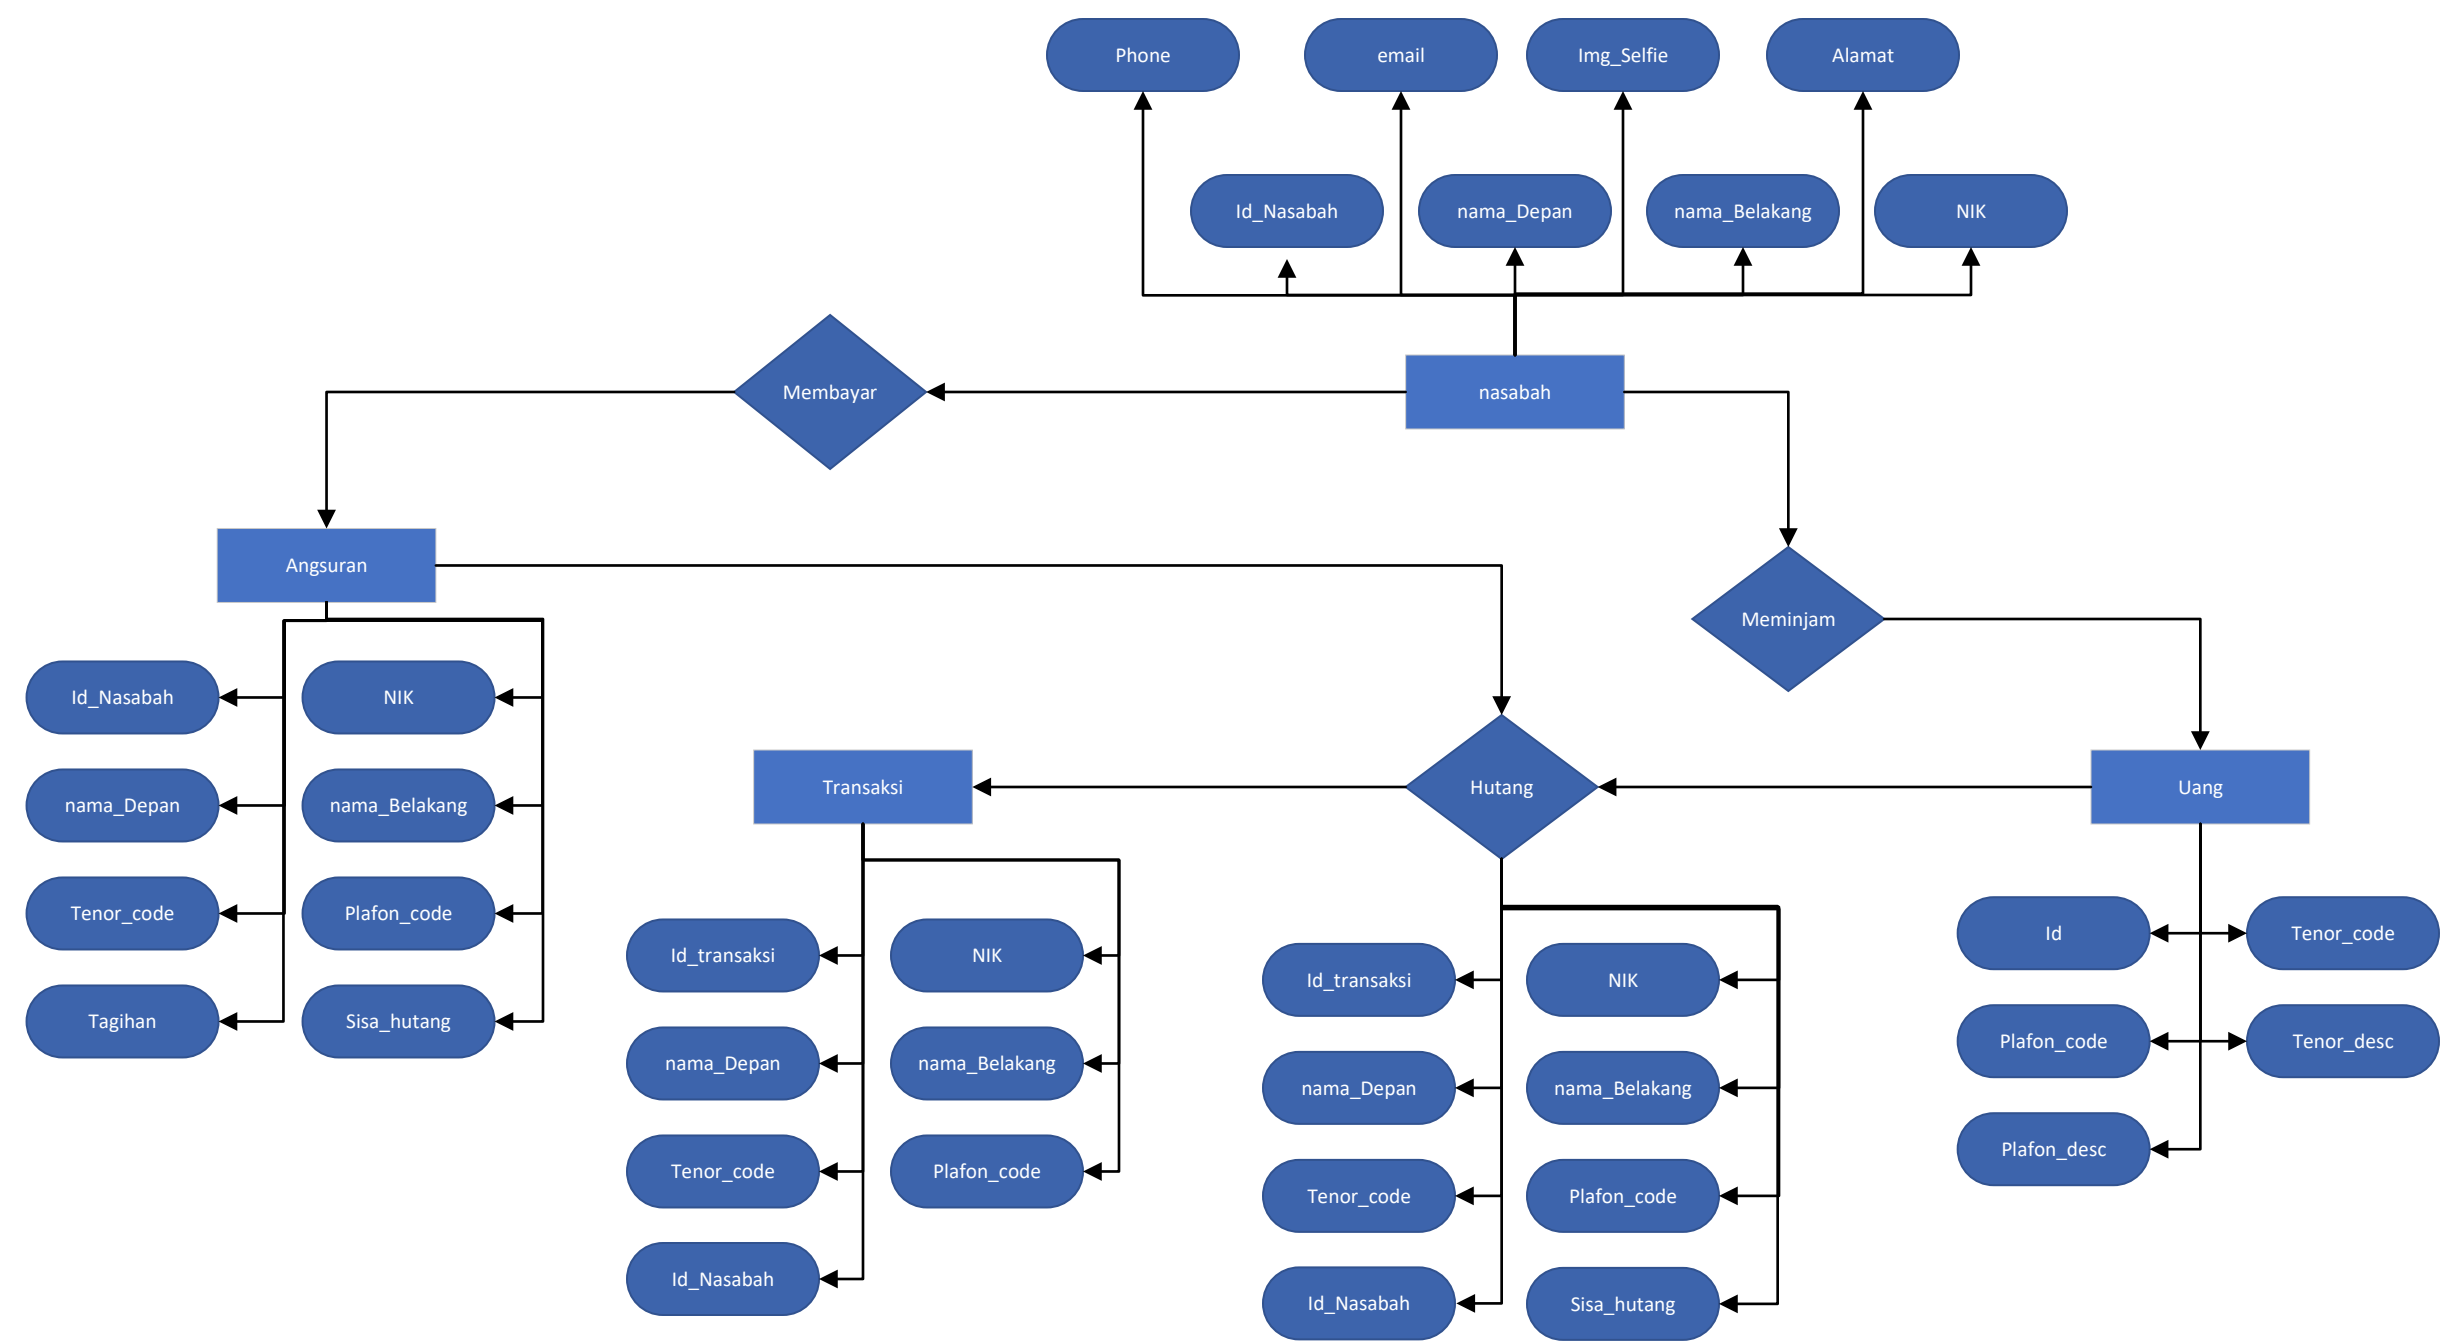 Phone
email
Img_Selfie
Alamat
Id_Nasabah
nama_Depan
nama_Belakang
NIK
Membayar
nasabah
Angsuran
Meminjam
Id_Nasabah
NIK
nama_Depan
nama_Belakang
Tenor_code
Plafon_code
Tagihan
Sisa_hutang
Transaksi
Hutang
Uang
Id_transaksi
NIK
nama_Depan
nama_Belakang
Tenor_code
Plafon_code
Id_Nasabah
Id_transaksi
NIK
nama_Depan
nama_Belakang
Tenor_code
Plafon_code
Id_Nasabah
Sisa_hutang
Id
Tenor_code
Plafon_code
Tenor_desc
Plafon_desc